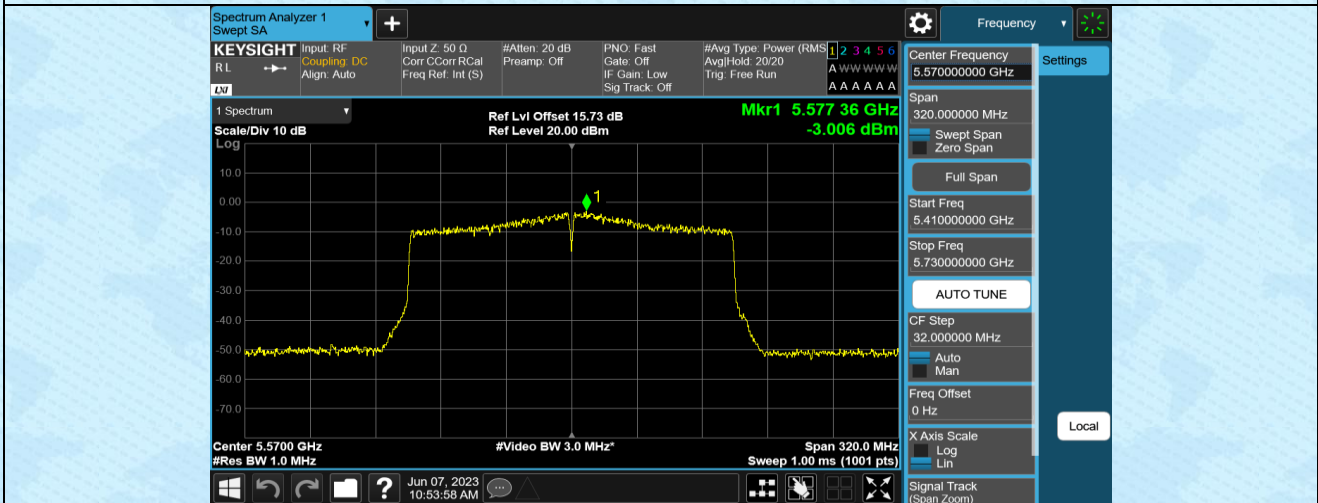 Spectrum Analyzer 1
Swept SA
+
Frequency
KEYSIGHT
RL
LXI
Input: RF
Coupling: DC
Align: Auto
Input Z: 50 Ω
Corr CCorr RCal
Freq Ref: Int (S)
#Atten: 20 dB
Preamp: Off
PNO: Fast
Gate: Off
IF Gain: Low
Sig Track: Off
#Avg Type: Power (RMS
Avg|Hold: 20/20
Trig: Free Run
1 2 3 4 5 6
A W W W W W
A A A A A A
1 Spectrum
Scale/Div 10 dB
Log
Ref Lvl Offset 15.73 dB
Ref Level 20.00 dBm
Mkr1 5.577 36 GHz
-3.006 dBm
1
10.0
0.00
-10.0
-20.0
-30.0
-40.0
-50.0
-60.0
-70.0
Center 5.5700 GHz
#Res BW 1.0 MHz
#Video BW 3.0 MHz*
Span 320.0 MHz
Sweep 1.00 ms (1001 pts)
Center Frequency
5.570000000 GHz
Settings
Span
320.000000 MHz
Swept Span
Zero Span
Full Span
Start Freq
5.410000000 GHz
Stop Freq
5.730000000 GHz
AUTO TUNE
CF Step
32.000000 MHz
Auto
Man
Freq Offset
0 Hz
X Axis Scale
Log
Lin
Local
Signal Track
(Span Zoom)
?
Jun 07, 2023
10:53:58 AM